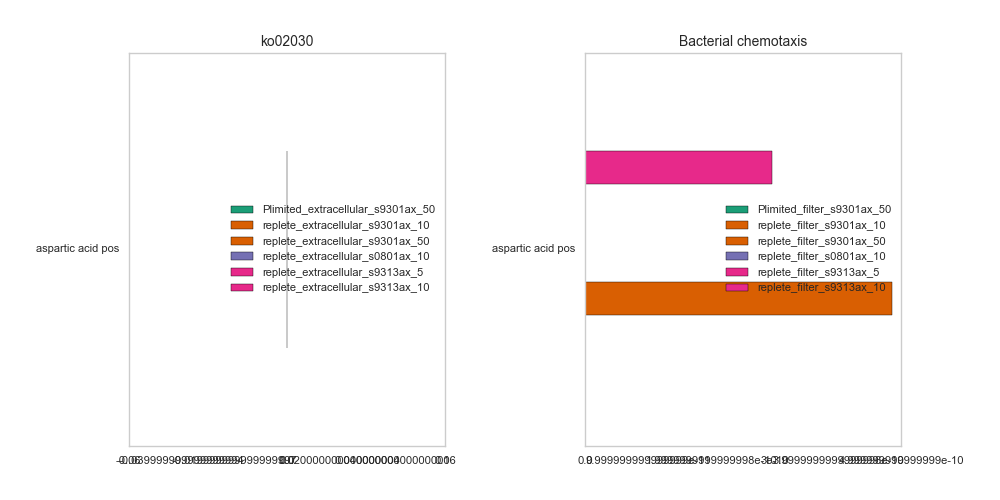 ko02030
aspartic acid pos
Plimited_extracellular_s9301ax_50
replete_extracellular_s9301ax_10
replete_extracellular_s9301ax_50
replete_extracellular_s0801ax_10
replete_extracellular_s9313ax_5
replete_extracellular_s9313ax_10
Bacterial chemotaxis
aspartic acid pos
Plimited_filter_s9301ax_50
replete_filter_s9301ax_10
replete_filter_s9301ax_50
replete_filter_s0801ax_10
replete_filter_s9313ax_5
replete_filter_s9313ax_10